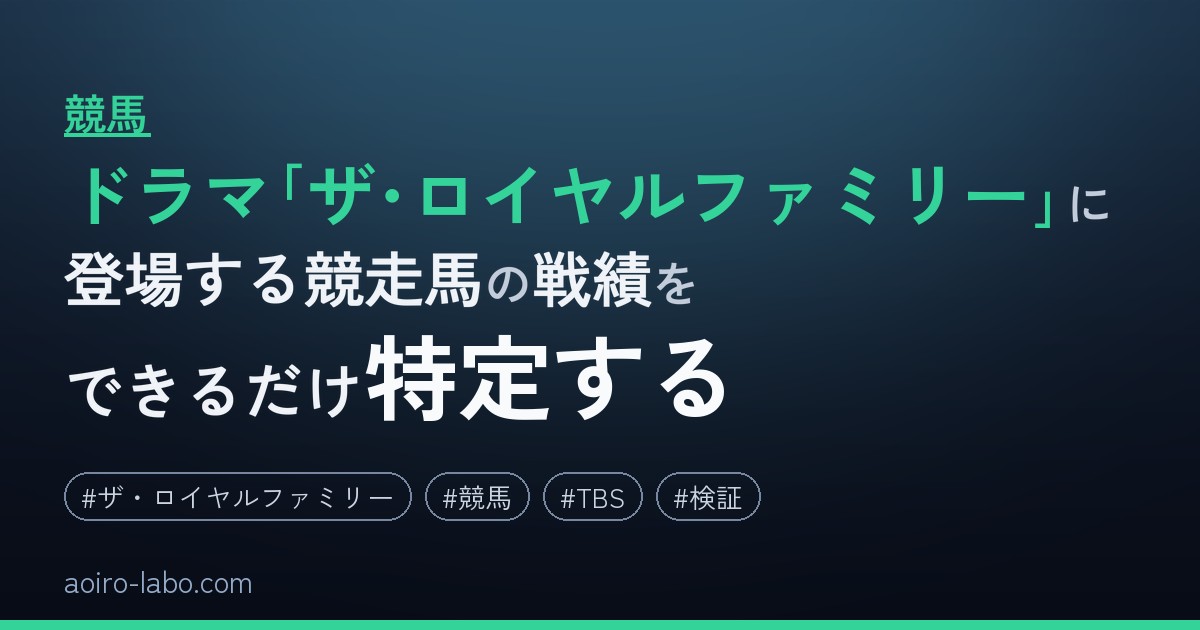 競馬
ドラマ「ザ・ロイヤルファミリー」に
登場する競走馬の戦績を
できるだけ特定する
#ザ・ロイヤルファミリー #競馬 #TBS #検証
aoiro-labo.com